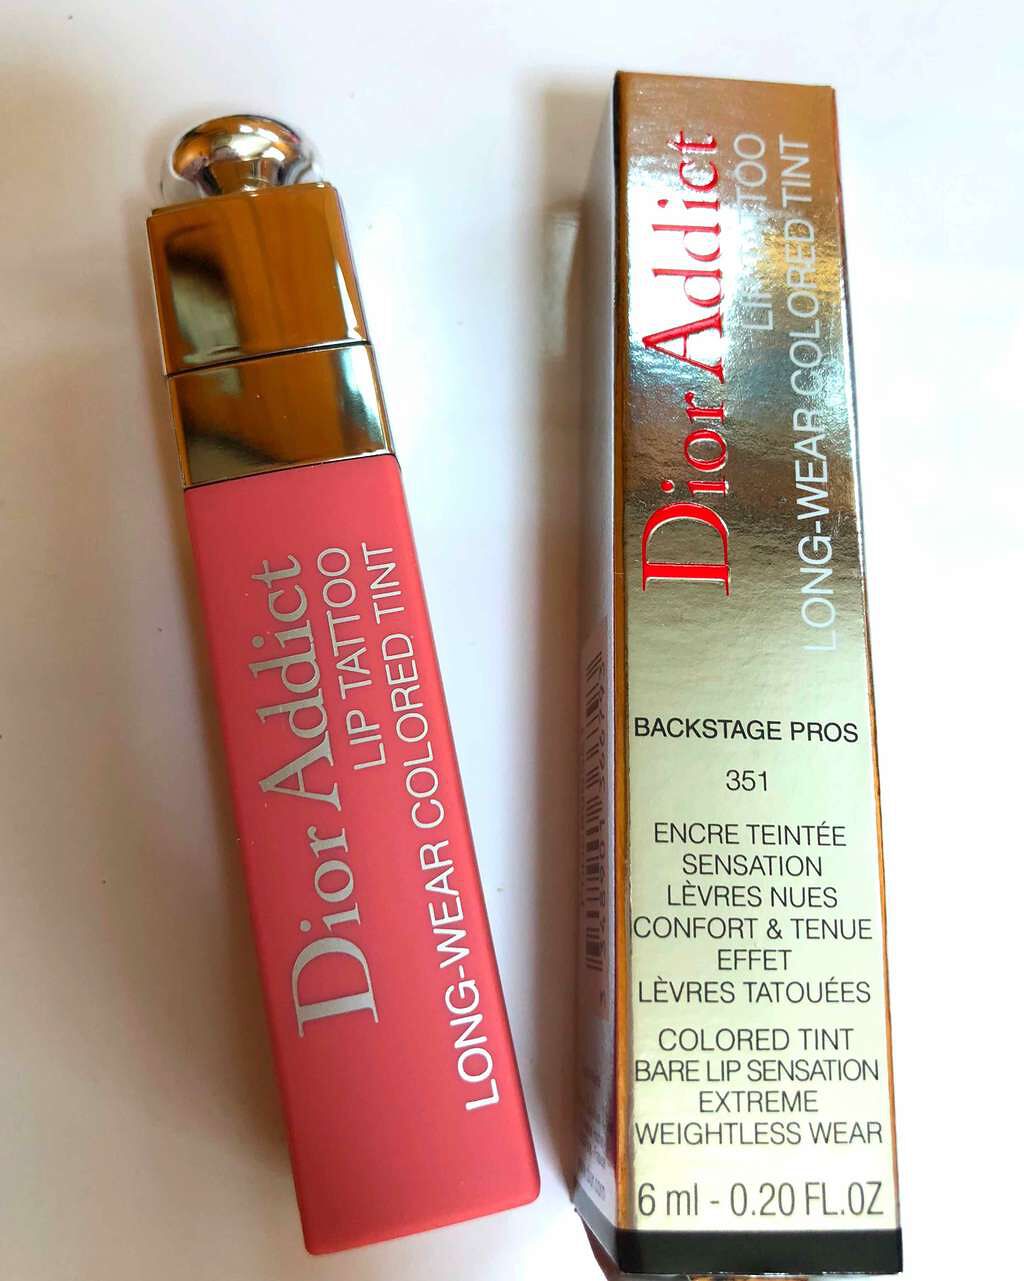 Dior Addict
LIP TATTOO
LONG-WEAR COLORED TINT
Dior Addict
LIP TATTOO
LONG-WEAR COLORED TINT
BACKSTAGE PROS
351
ENCRE TEINTÉE
SENSATION
LÈVRES NUES
CONFORT & TENUE
EFFET
LÈVRES TATOUÉES
COLORED TINT
BARE LIP SENSATION
EXTREME
WEIGHTLESS WEAR
6 ml - 0.20 FL.OZ